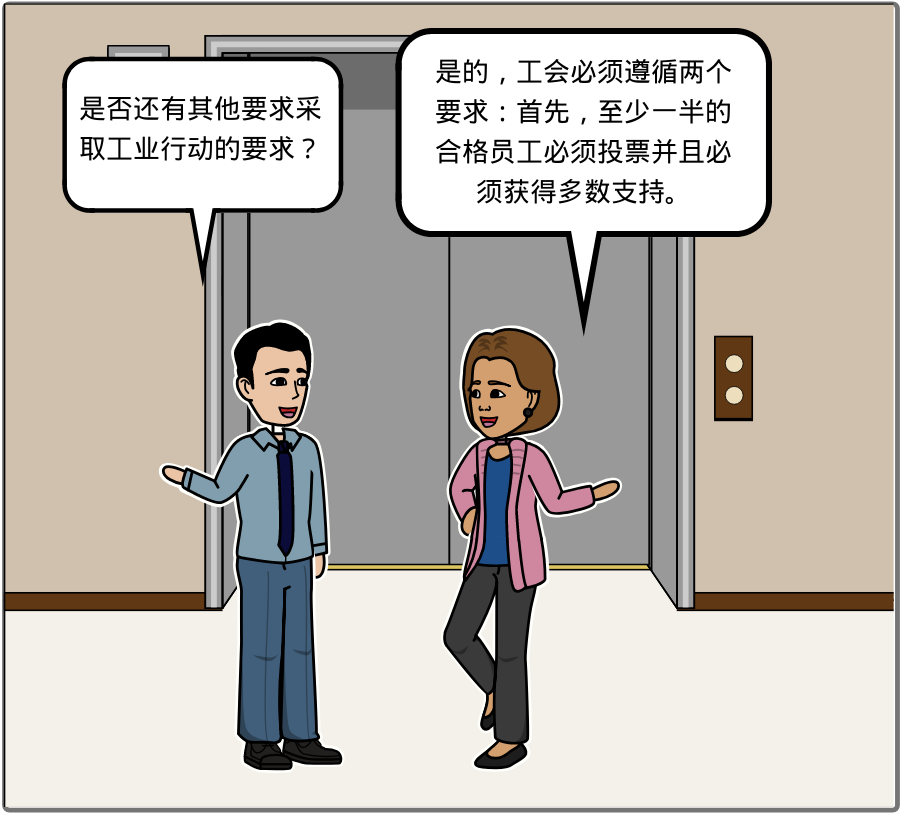 是否还有其他要求采
取工业行动的要求？
是的，工会必须遵循两个
要求：首先，至少一半的
合格员工必须投票并且必
须获得多数支持。